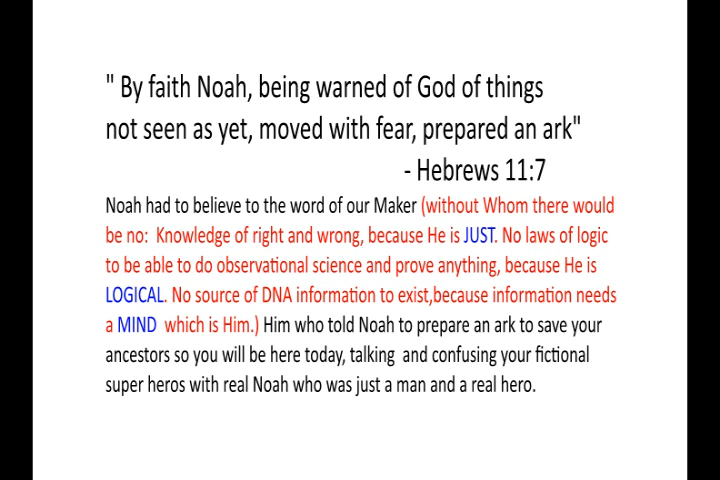 " By faith Noah, being warned of God of things
not seen as yet, moved with fear, prepared an ark"
- Hebrews 11:7
Noah had to believe to the word of our Maker (without Whom there would
be no:  Knowledge of right and wrong, because He is JUST. No laws of logic
to be able to do observational science and prove anything, because He is
LOGICAL. No source of DNA information to exist,because information needs
a MIND  which is Him.) Him who told Noah to prepare an ark to save your
ancestors so you will be here today, talking  and confusing your fictional
super heros with real Noah who was just a man and a real hero.